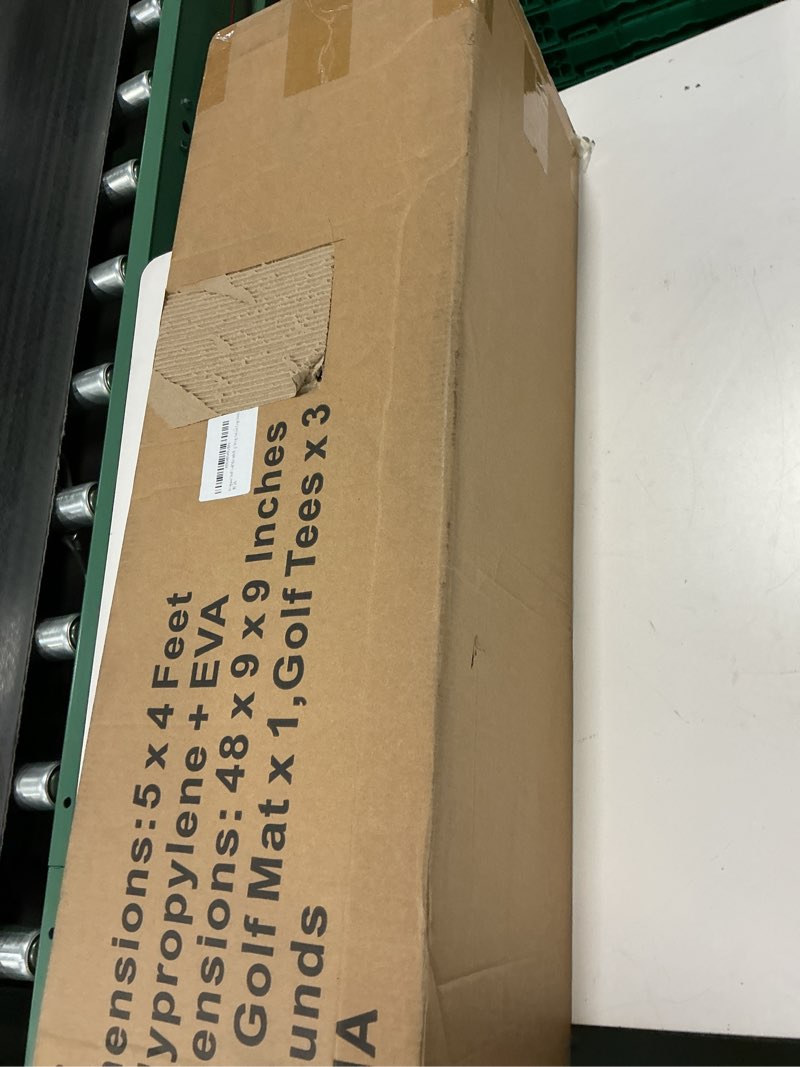 ensions:5 x 4 Feet
ypropylene + EVA
ensions: 48 x 9 x 9 Inches
Golf Mat x 1,Golf Tees x 3
unds